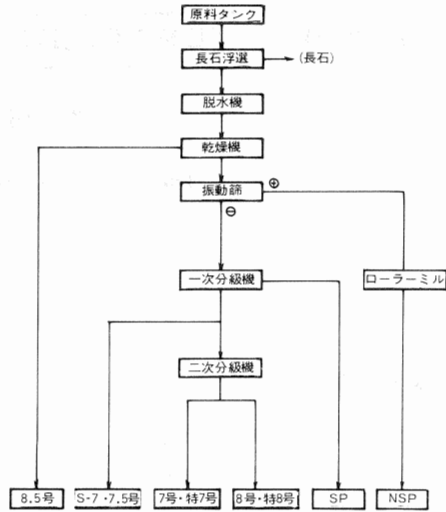 原料タンク
長石浮選
(長石)
脱水機
乾燥機
振動篩
⊕
⊖
一次分級機
ローラーミル
二次分級機
8.5号
S-7・7.5号
7号・特7号
8号・特8号
SP
NSP